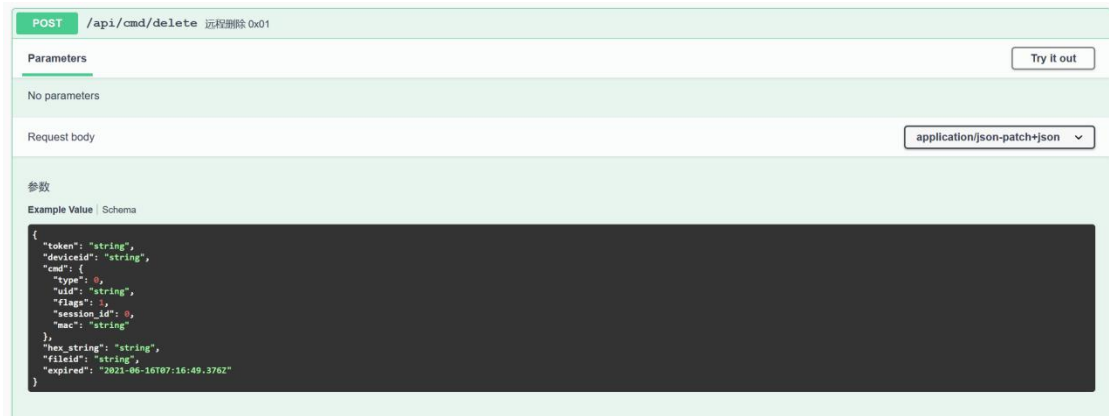 POST /api/cmd/delete 远程删除 0x01
Parameters Try it out
No parameters
Request body application/json-patch+json
参数
Example Value Schema
{
"token": "string",
"deviceid": "string",
"cmd": {
"type": 0,
"uid": "string",
"flags": 1,
"session_id": 0,
"mac": "string"
},
"hex_string": "string",
"fileid": "string",
"expired": "2021-06-16T07:16:49.376Z"
}